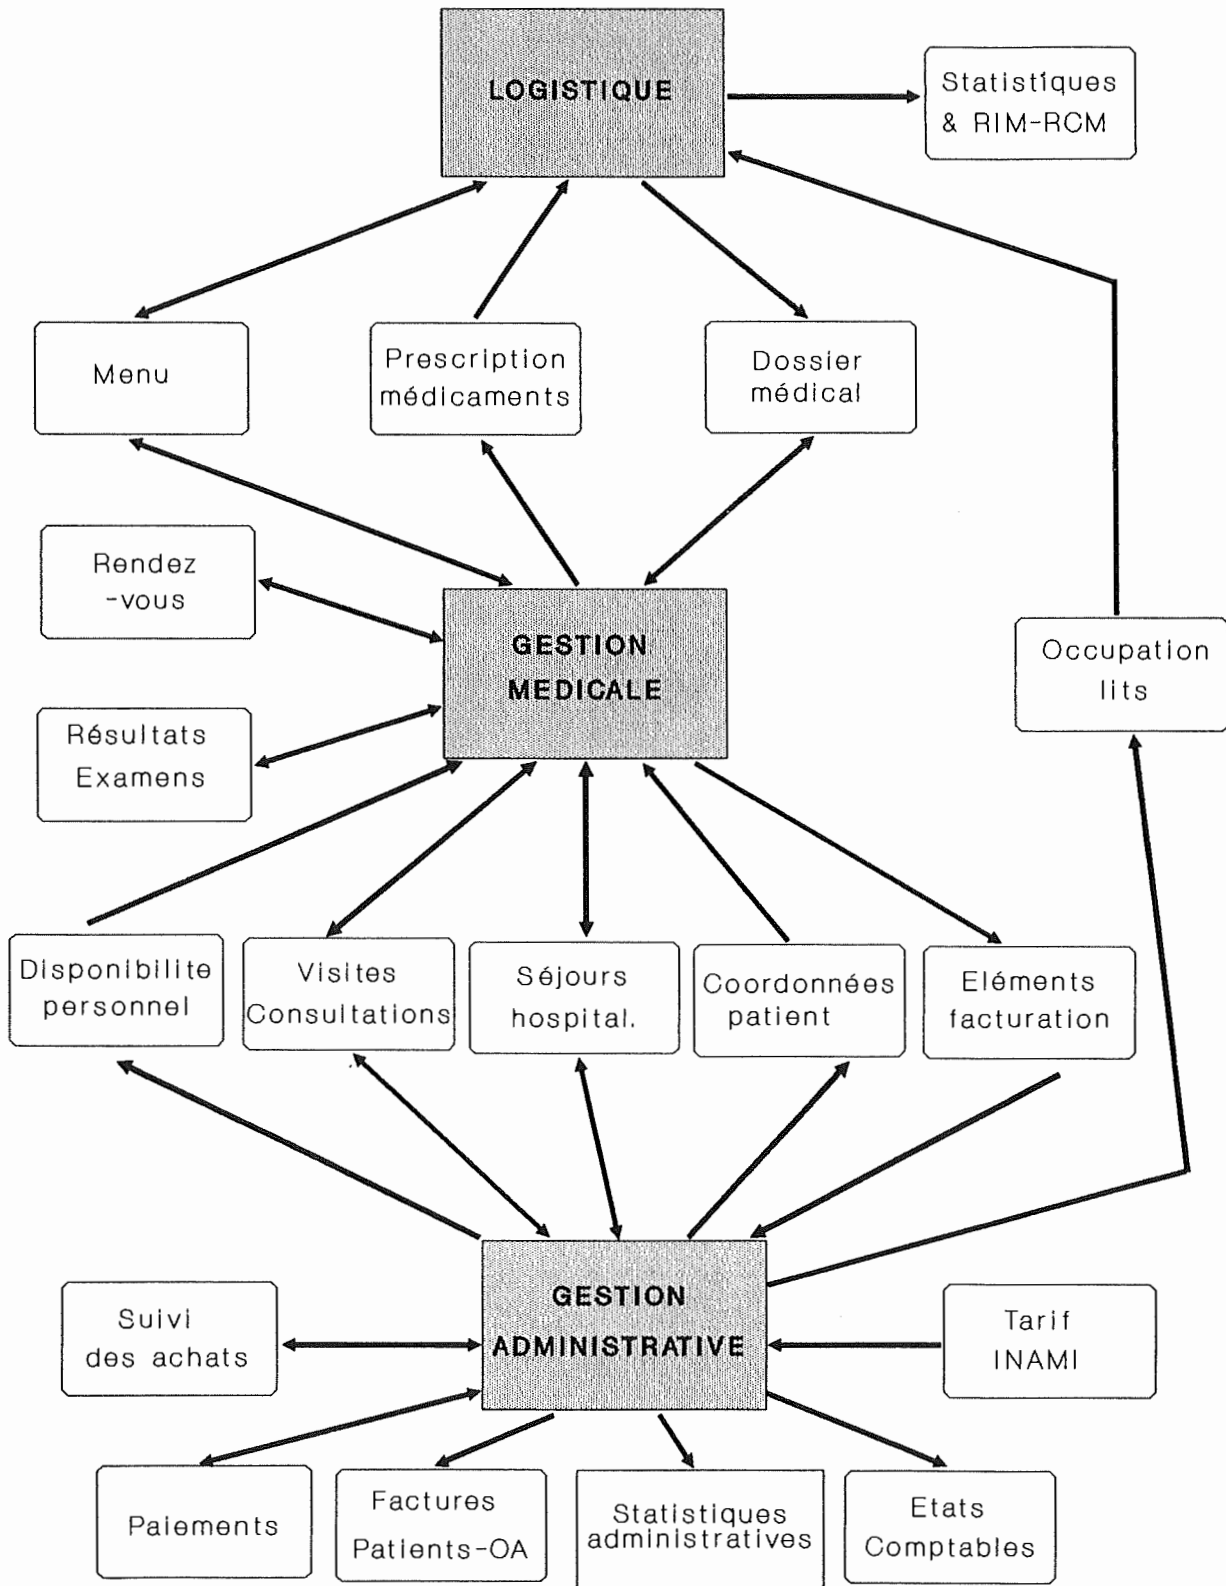 LOGISTIQUE
Statistiques
& RIM-RCM
Menu
Prescription
médicaments
Dossier
médical
Rendez
-vous
GESTION
MEDICALE
Occupation
lits
Résultats
Examens
Disponibilite
personnel
Visites
Consultations
Séjours
hospital.
Coordonnées
patient
Eléments
facturation
GESTION
ADMINISTRATIVE
Suivi
des achats
Tarif
INAMI
Paiements
Factures
Patients-OA
Statistiques
administratives
Etats
Comptables